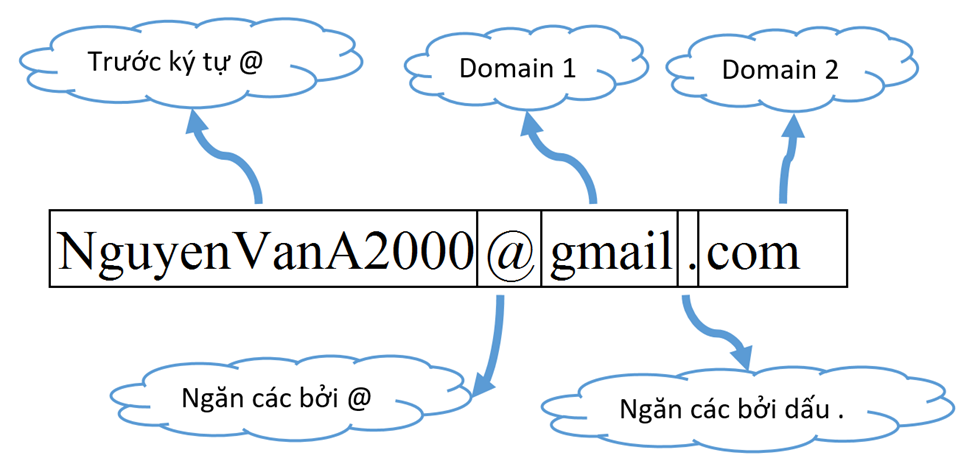 Trước ký tự @
Domain 1
Domain 2
NguyenVanA2000@gmail.com
Ngăn các bởi @
Ngăn các bởi dấu .